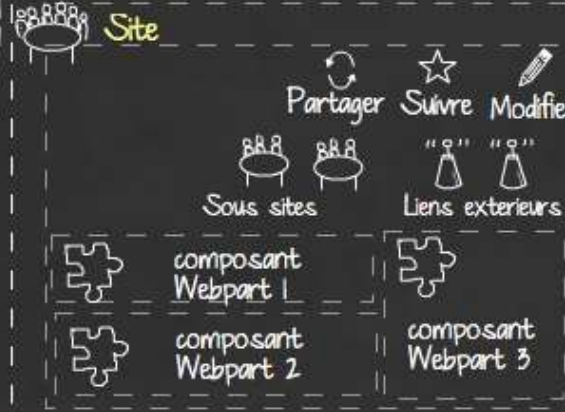 Site
Partager Suivre Modifie
Sous sites Liens exterieurs
composant
Webpart 1
composant
Webpart 2
composant
Webpart 3